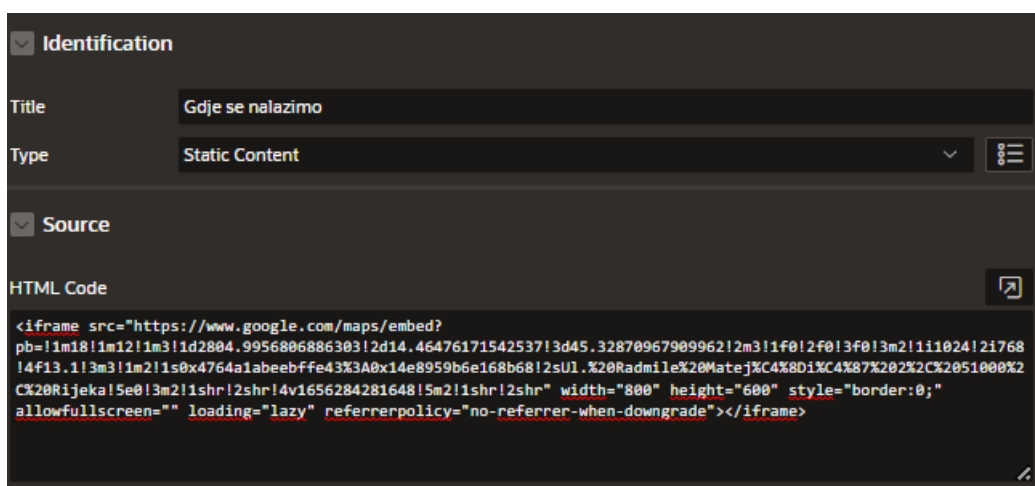 Identification
Title Gdje se nalazimo
Type Static Content
Source
HTML Code
<iframe src="https://www.google.com/maps/embed?
pb=!1m18!1m12!1m3!1d2804.9956806886303!2d14.46476171542537!3d45.32870967909962!2m3!1f0!2f0!3f0!3m2!1i1024!2i768
!4f13.1!3m3!1m2!1s0x4764a1abeebffe43%3A0x14e8959b6e168b68!2sUl.%20Radmile%20Matej%C4%8Di%C4%87%202%2C%2051000%2
C%20Rijeka!5e0!3m2!1shr!2shr!4v1656284281648!5m2!1shr!2shr" width="800" height="600" style="border:0;"
allowfullscreen="" loading="lazy" referrerpolicy="no-referrer-when-downgrade"></iframe>